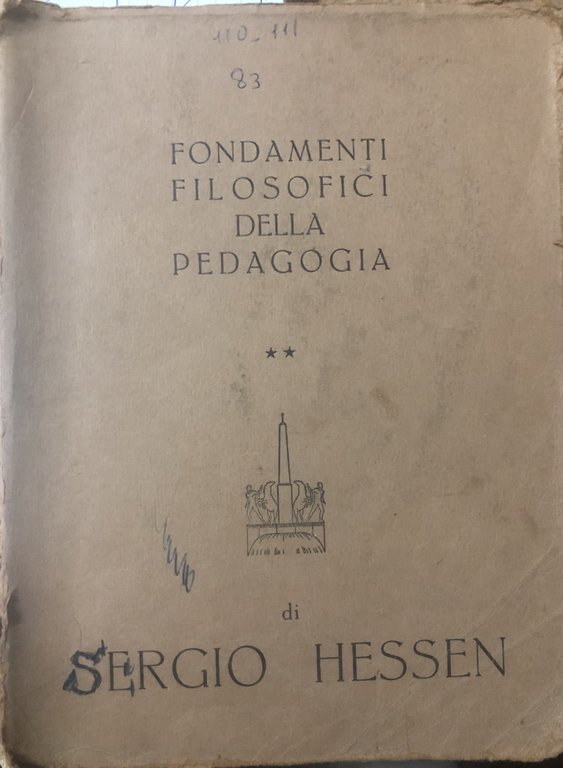 110-111
83
FONDAMENTI
FILOSOFICI
DELLA
PEDAGOGIA
★★
di
SERGIO HESSEN